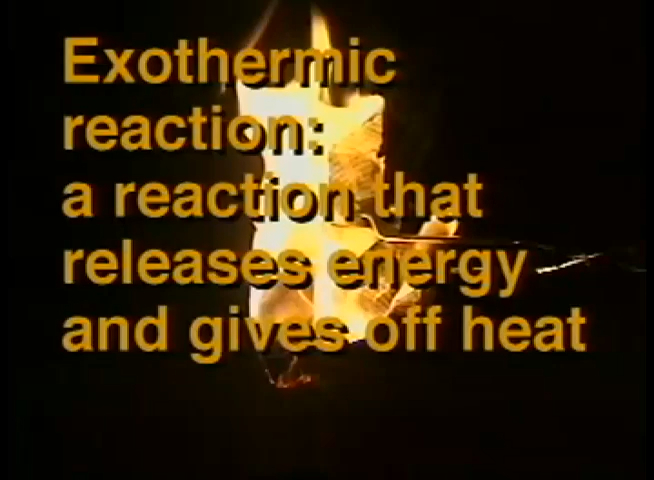 Exothermic
reaction:
a reaction that
releases energy
and gives off heat